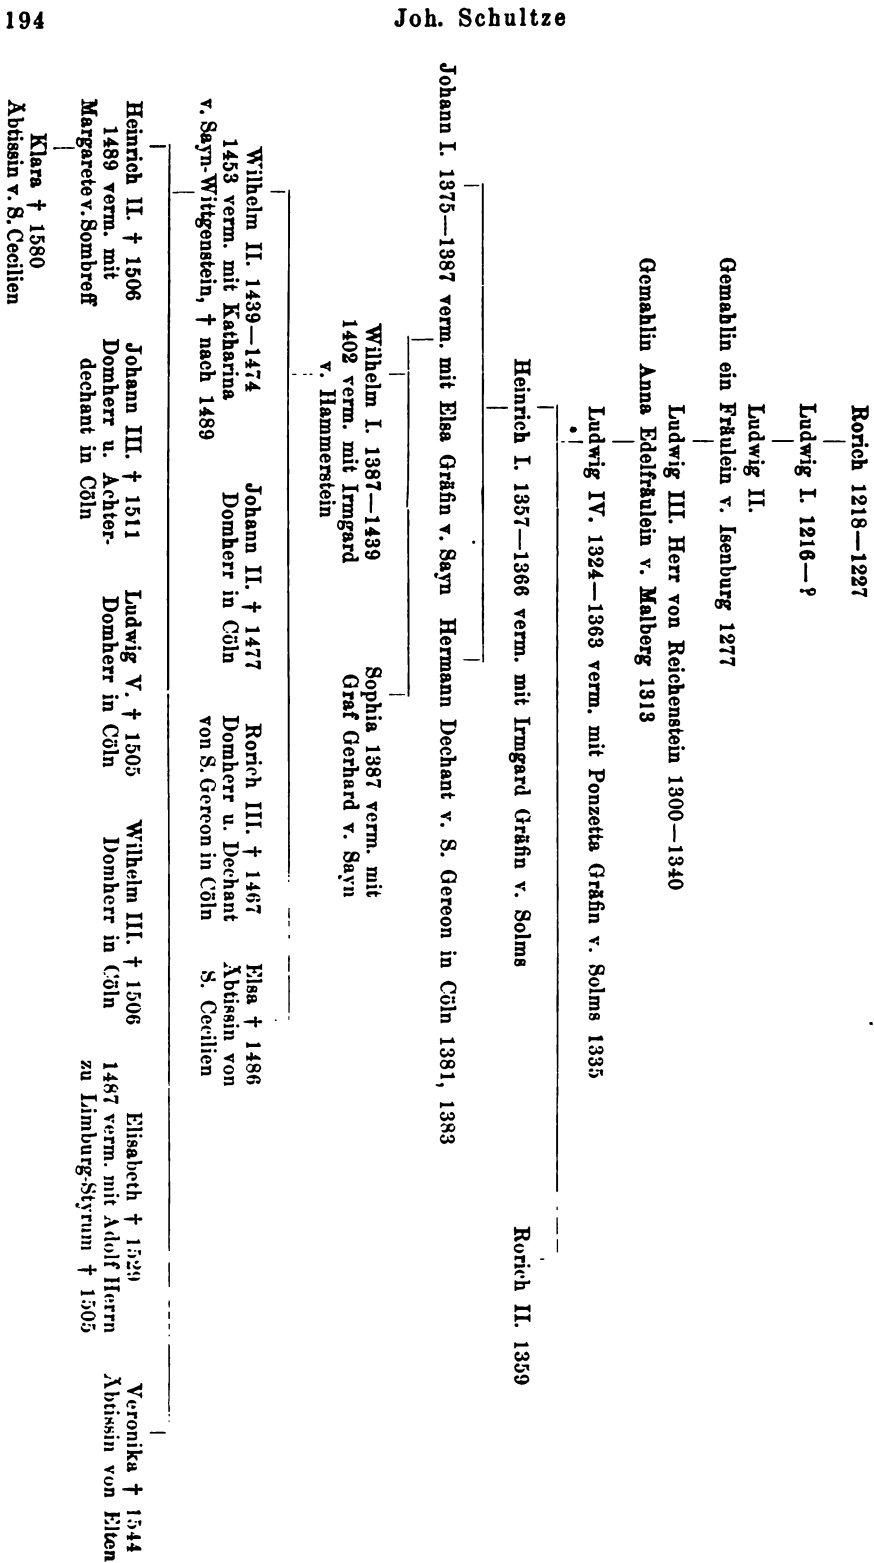 194
Joh. Schultze
Rorich 1218—1227
Ludwig I. 1216—?
Ludwig II.
Gemahlin ein Fräulein v. Isenburg 1277
Ludwig III. Herr von Reichenstein 1300—1340
Gemahlin Anna Edelfräulein v. Malberg 1313
Ludwig IV. 1324—1363 verm. mit Ponzetta Gräfin v. Solms 1335
Heinrich I. 1357—1366 verm. mit Irmgard Gräfin v. Solms
Rorich II. 1359
Johann I. 1375—1387 verm. mit Elsa Gräfin v. Sayn
Hermann Dechant v. S. Gereon in Cöln 1381, 1383
Wilhelm I. 1387—1439
1402 verm. mit Irmgard
v. Hammerstein
Sophia 1387 verm. mit
Graf Gerhard v. Sayn
Wilhelm II. 1439—1474
1453 verm. mit Katharina
v. Sayn-Wittgenstein, † nach 1489
Johann II. † 1477
Domherr in Cöln
Rorich III. † 1467
Domherr u. Dechant
von S. Gereon in Cöln
Elsa † 1486
Äbtissin von
S. Cecilien
Heinrich II. † 1506
1489 verm. mit
Margarete v. Sombreff
Johann III. † 1511
Domherr u. Achter-
dechant in Cöln
Ludwig V. † 1505
Domherr in Cöln
Wilhelm III. † 1506
Domherr in Cöln
Elisabeth † 1529
1487 verm. mit Adolf Herrn
zu Limburg-Styrum † 1505
Veronika † 1544
Äbtissin von Elten
Klara † 1580
Äbtissin v. S. Cecilien